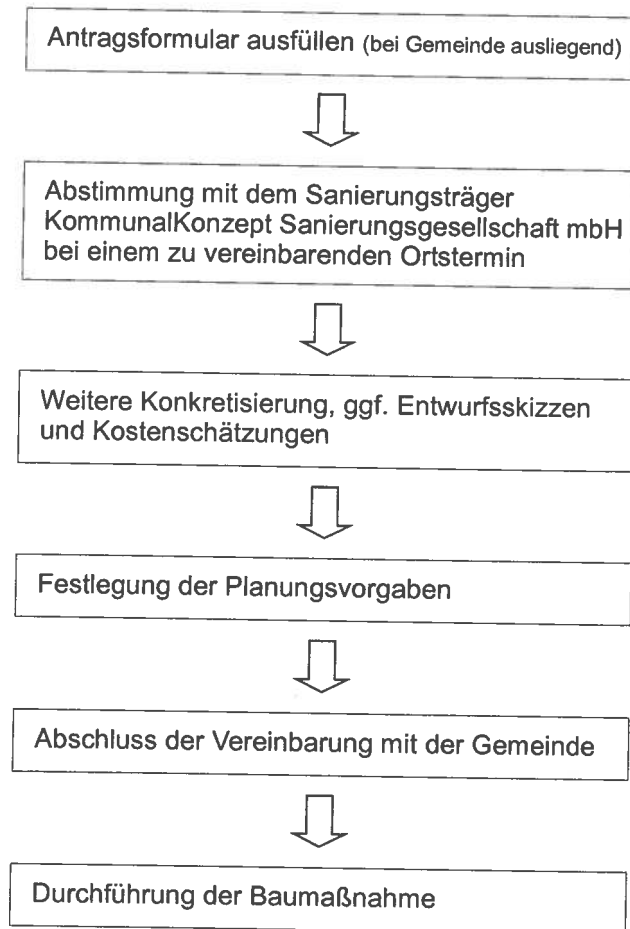 Antragsformular ausfüllen (bei Gemeinde ausliegend)
Abstimmung mit dem Sanierungsträger
KommunalKonzept Sanierungsgesellschaft mbH
bei einem zu vereinbarenden Ortstermin
Weitere Konkretisierung, ggf. Entwurfsskizzen
und Kostenschätzungen
Festlegung der Planungsvorgaben
Abschluss der Vereinbarung mit der Gemeinde
Durchführung der Baumaßnahme